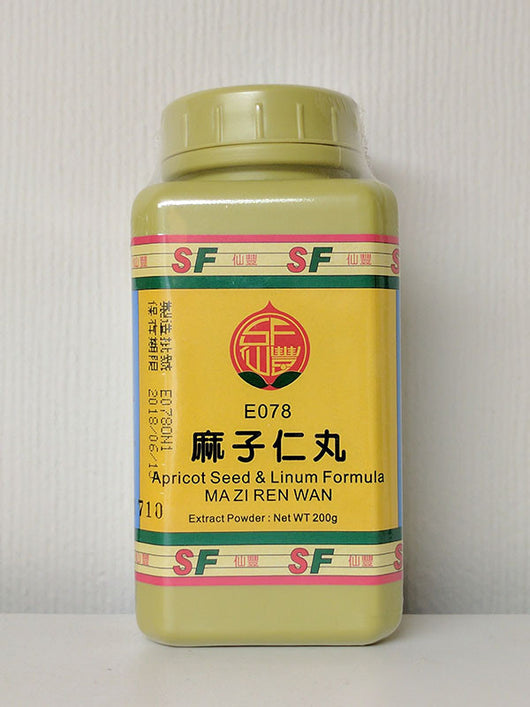 SF 仙豐 SF 仙豐
製造批號 E078DN1
保存期限 2018/06/1
E078
麻子仁丸
Apricot Seed & Linum Formula
MA ZI REN WAN
710
Extract Powder : Net WT 200g
SF 仙豐 SF 仙豐